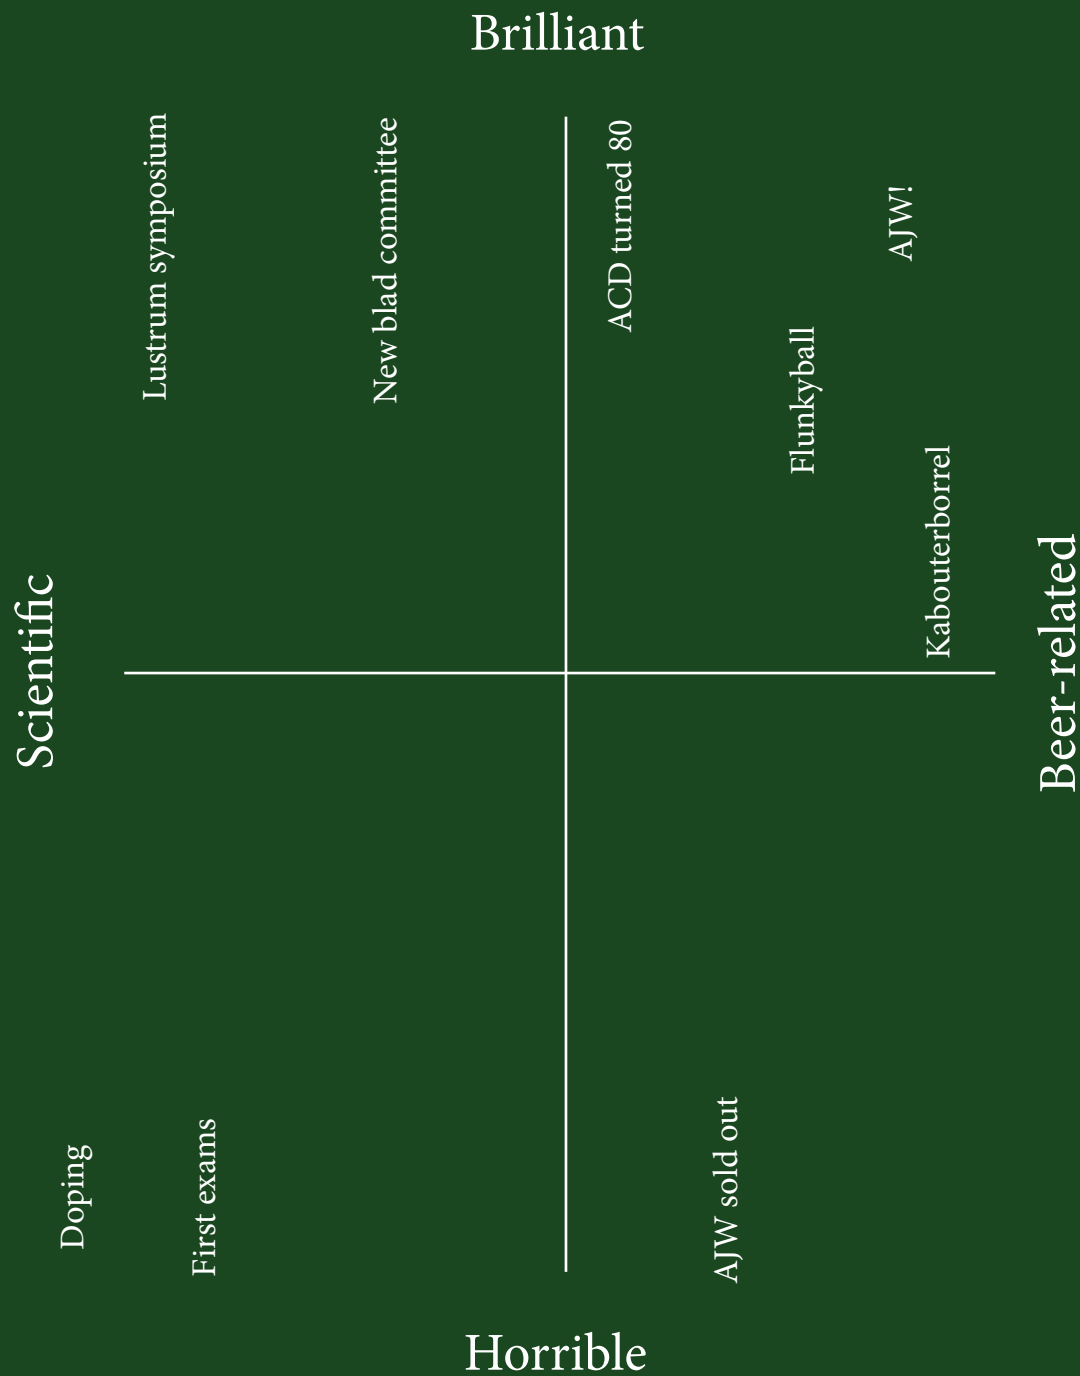 Brilliant
Lustrum symposium
New blad committee
ACD turned 80
AJW!
Flunkyball
Kabouterborrel
Scientific
Beer-related
Doping
First exams
AJW sold out
Horrible